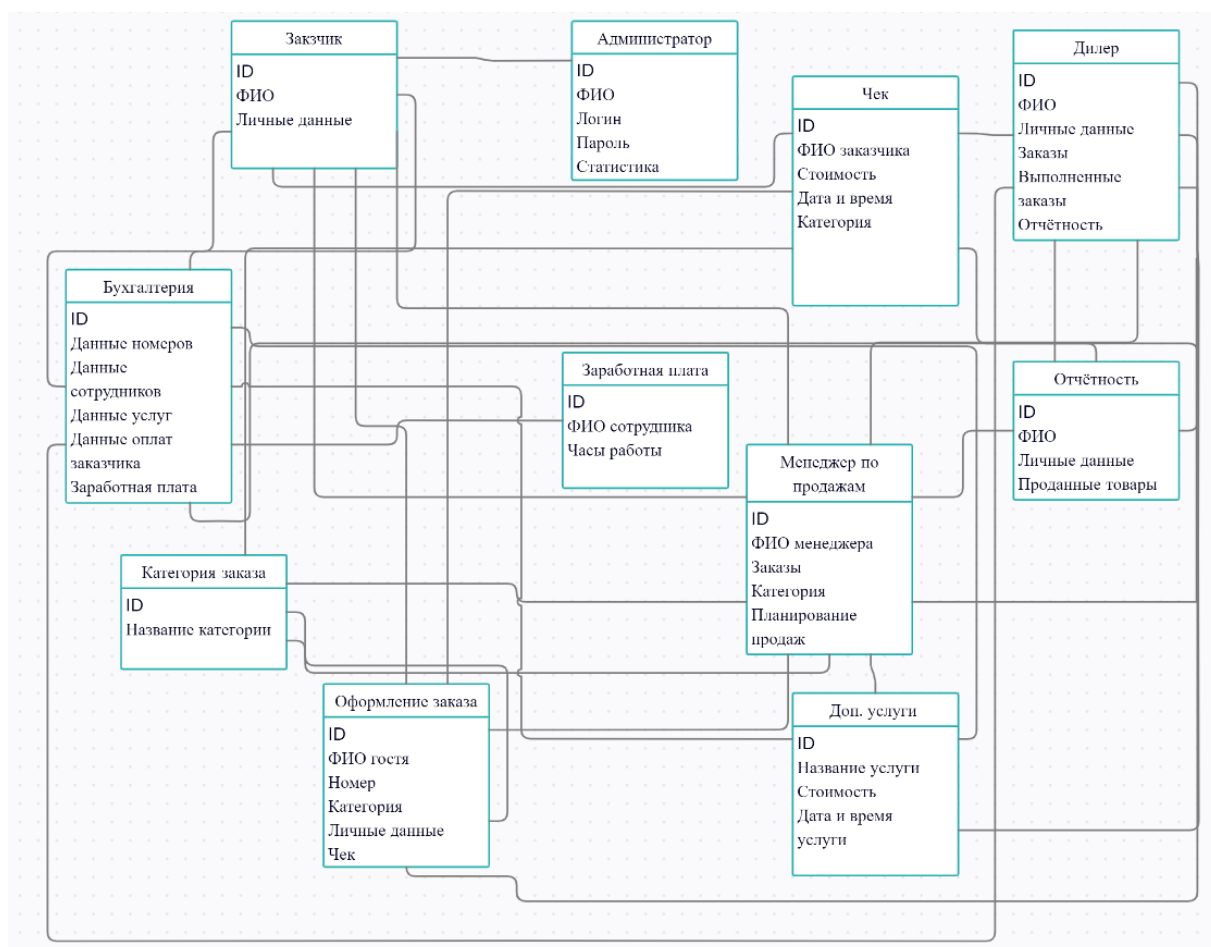 Закзчик
ID
ФИО
Личные данные
Администратор
ID
ФИО
Логин
Пароль
Статистика
Чек
ID
ФИО заказчика
Стоимость
Дата и время
Категория
Дилер
ID
ФИО
Личные данные
Заказы
Выполненные
заказы
Отчётность
Бухгалтерия
ID
Данные номеров
Данные
сотрудников
Данные услуг
Данные оплат
заказчика
Заработная плата
Заработная плата
ID
ФИО сотрудника
Часы работы
Отчётность
ID
ФИО
Личные данные
Проданные товары
Менеджер по
продажам
ID
ФИО менеджера
Заказы
Категория
Планирование
продаж
Категория заказа
ID
Название категории
Оформление заказа
ID
ФИО гостя
Номер
Категория
Личные данные
Чек
Доп. услуги
ID
Название услуги
Стоимость
Дата и время
услуги